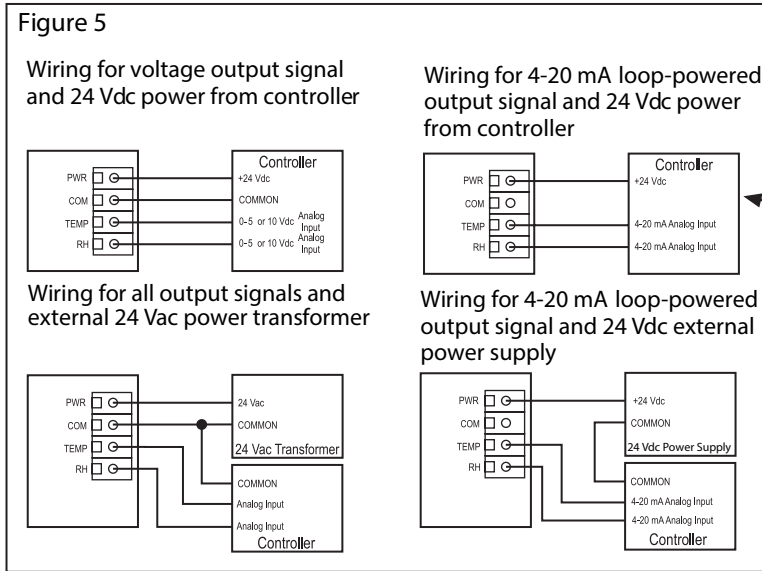 Figure 5
Wiring for voltage output signal
and 24 Vdc power from controller
Controller
PWR
+24 Vdc
COM
COMMON
TEMP
0-5 or 10 Vdc Analog
Input
RH
0-5 or 10 Vdc Analog
Input
Wiring for 4-20 mA loop-powered
output signal and 24 Vdc power
from controller
Controller
PWR
+24 Vdc
COM
TEMP
4-20 mA Analog Input
RH
4-20 mA Analog Input
Wiring for all output signals and
external 24 Vac power transformer
PWR
24 Vac
COM
COMMON
TEMP
24 Vac Transformer
RH
COMMON
Analog Input
Analog Input
Controller
Wiring for 4-20 mA loop-powered
output signal and 24 Vdc external
power supply
PWR
+24 Vdc
COM
COMMON
TEMP
24 Vdc Power Supply
RH
COMMON
4-20 mA Analog Input
4-20 mA Analog Input
Controller